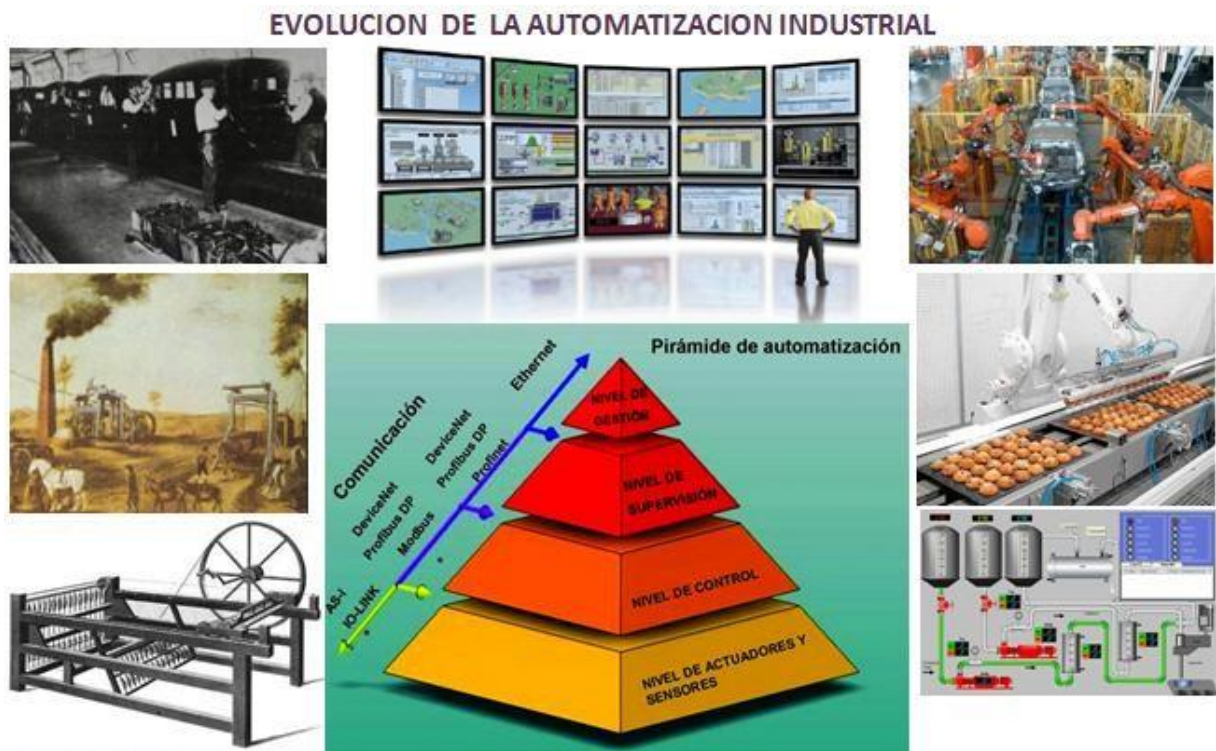 EVOLUCION DE LA AUTOMATIZACION INDUSTRIAL
Pirámide de automatización
Comunicación
Ethernet
DeviceNet
Profibus DP
Profinet
DeviceNet
Profibus DP
Modbus
AS-i
IO-LINK
NIVEL DE
GESTIÓN
NIVEL DE
SUPERVISIÓN
NIVEL DE CONTROL
NIVEL DE ACTUADORES Y
SENSORES